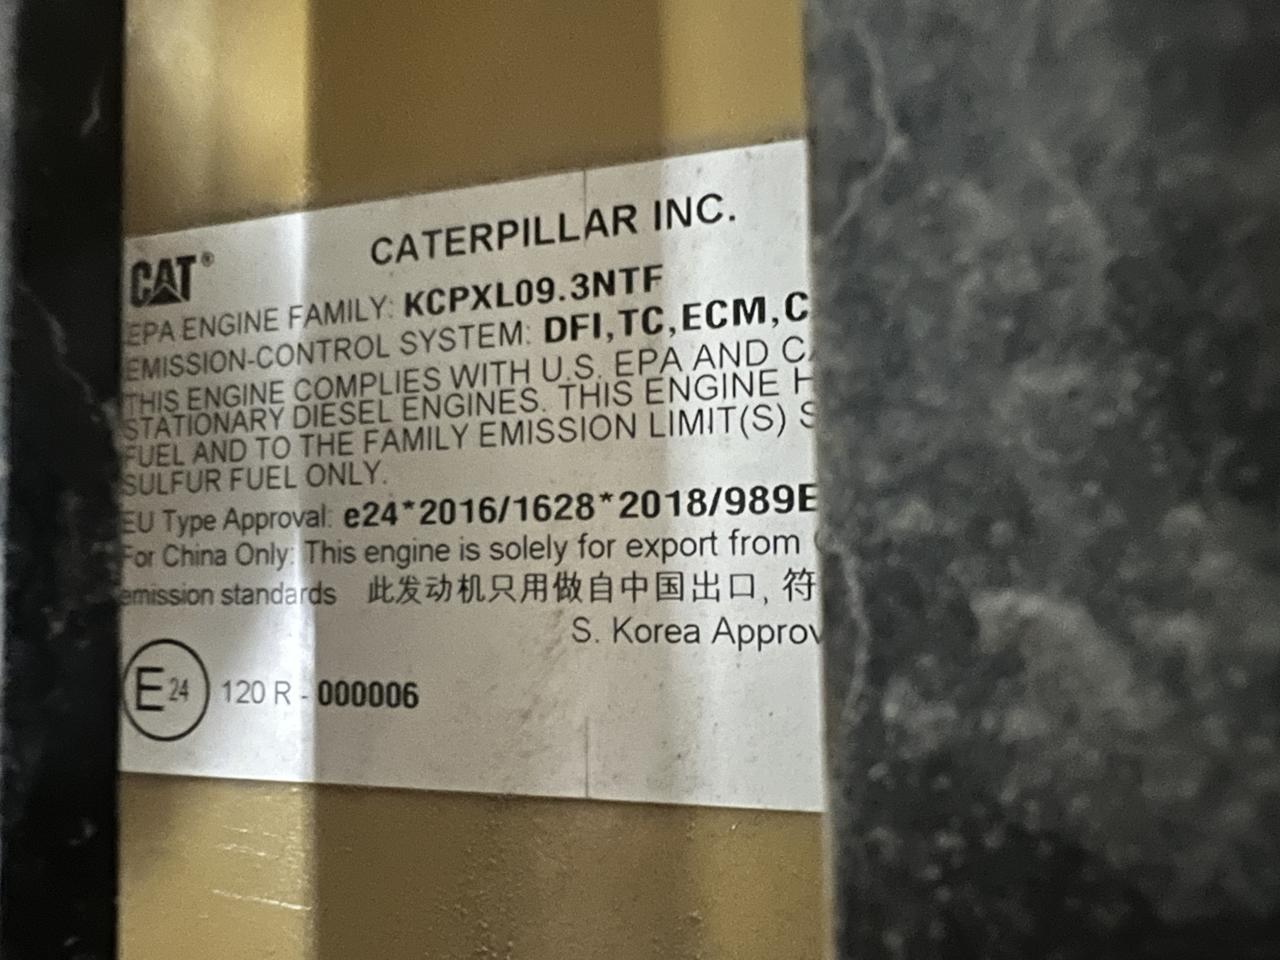 CAT®
CATERPILLAR INC.
EPA ENGINE FAMILY: KCPXL09.3NTF
EMISSION-CONTROL SYSTEM: DFI,TC,ECM,C
THIS ENGINE COMPLIES WITH U.S. EPA AND
STATIONARY DIESEL ENGINES. THIS ENGINE
FUEL AND TO THE FAMILY EMISSION LIMIT(S)
SULFUR FUEL ONLY.
EU Type Approval: e24*2016/1628*2018/989E
For China Only: This engine is solely for export from
emission standards 此发动机只用做自中国出口, 符
S. Korea Approv
E24 120 R - 000006